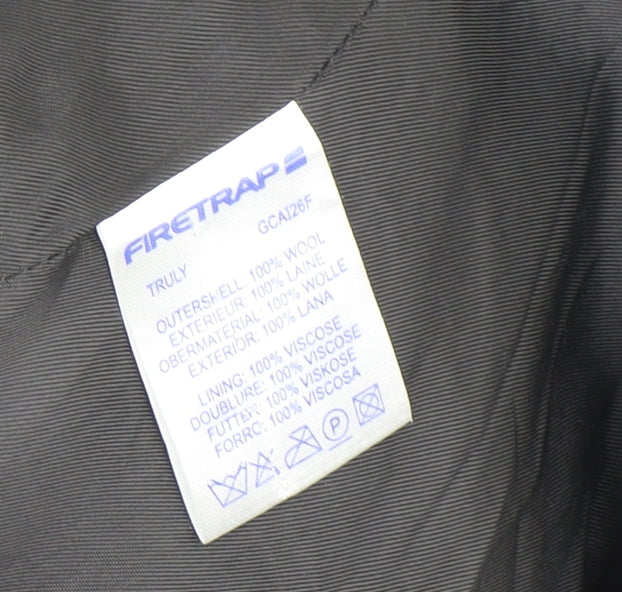 FIRETRAP
TRULY GCAI26F
OUTERSHELL: 100% WOOL
EXTERIEUR: 100% LAINE
OBERMATERIAL: 100% WOLLE
EXTERIOR: 100% LANA
LINING: 100% VISCOSE
DOUBLURE: 100% VISCOSE
FUTTER: 100% VISKOSE
FORRO: 100% VISCOSA
P